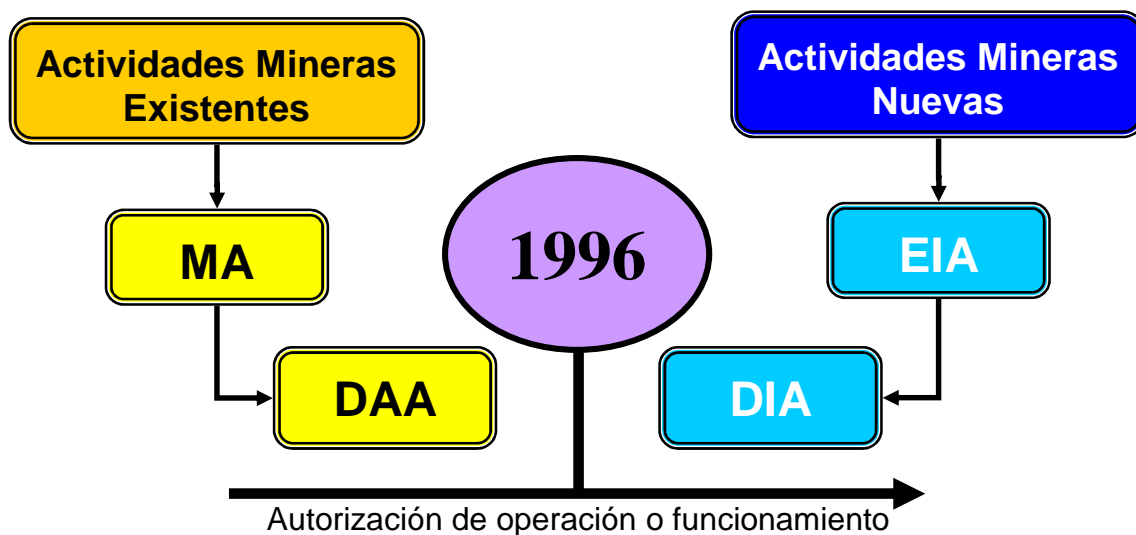 Actividades Mineras
Existentes
Actividades Mineras
Nuevas
MA
1996
EIA
DAA
DIA
Autorización de operación o funcionamiento